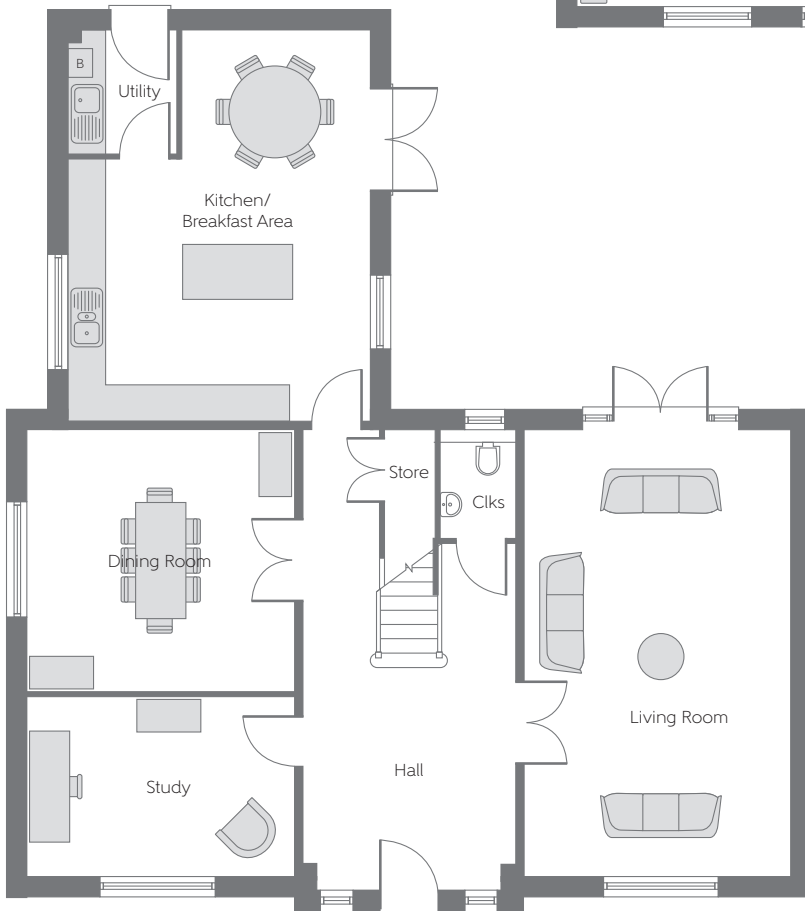 B
Utility
Kitchen/
Breakfast Area
Store
Clks
Dining Room
Living Room
Hall
Study